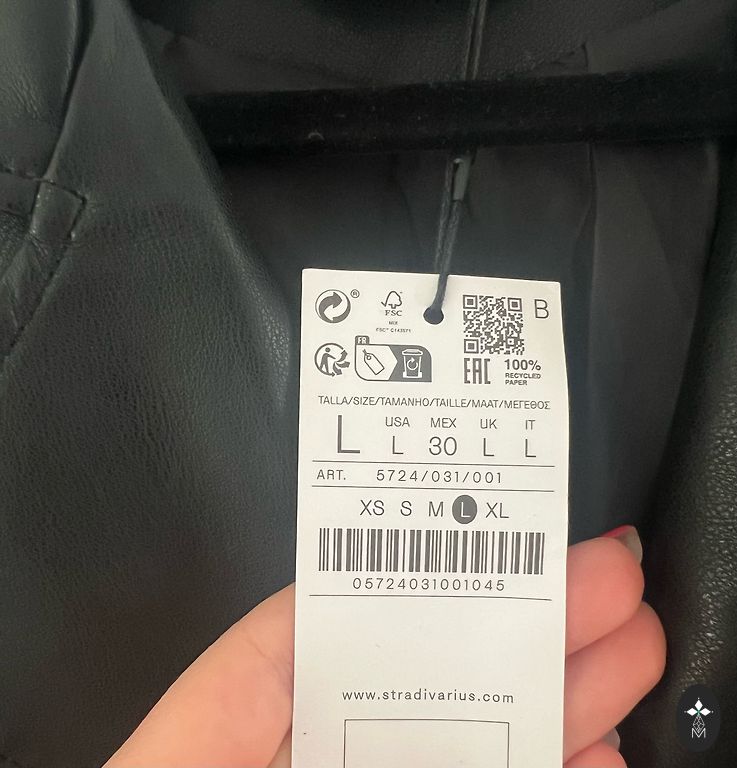 ®
FSC
MIX
FSC® C143571
B
FR
EAC
100%
RECYCLED
PAPER
TALLA/SIZE/TAMANHO/TAILLE/MAAT/ΜΕΓΕΘΟΣ
USA MEX UK IT
L L 30 L L
ART. 5724/031/001
XS S M L XL
05724031001045
www.stradivarius.com
M